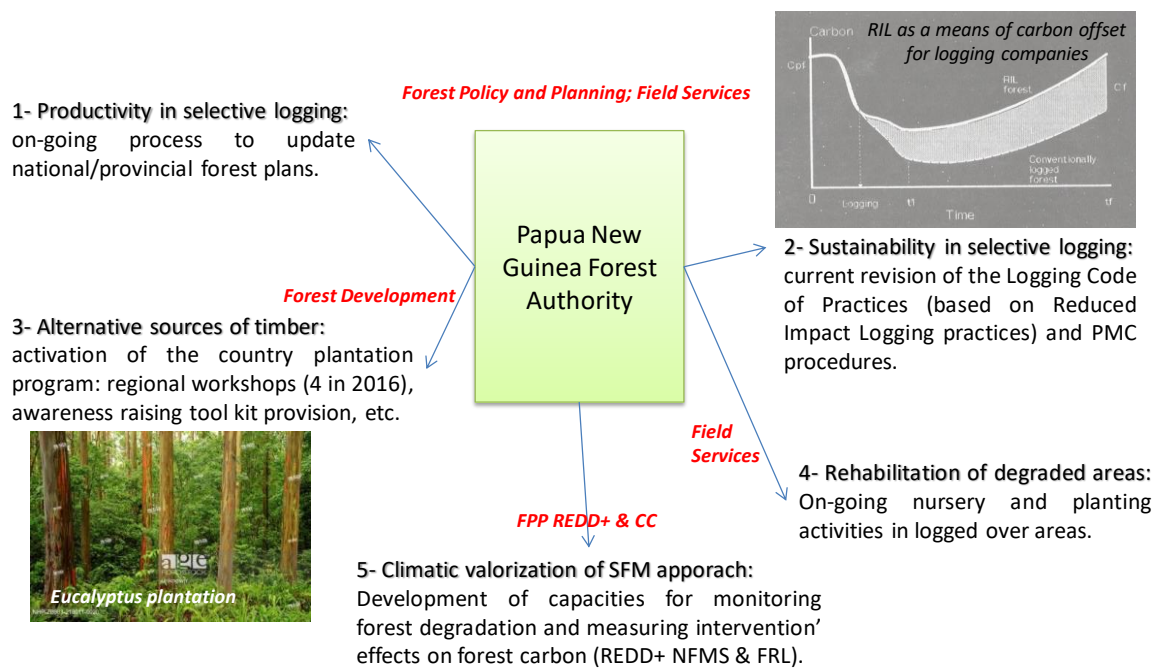 Carbon
RIL as a means of carbon offset
for logging companies
Cpf
RIL
forest
Conventionally
logged
forest
0
Logging
Time
tf
Forest Policy and Planning; Field Services
1- Productivity in selective logging:
on-going process to update
national/provincial forest plans.
Papua New
Guinea Forest
Authority
2- Sustainability in selective logging:
current revision of the Logging Code
of Practices (based on Reduced
Impact Logging practices) and PMC
procedures.
Forest Development
3- Alternative sources of timber:
activation of the country plantation
program: regional workshops (4 in 2016),
awareness raising tool kit provision, etc.
age
Eucalyptus plantation
Field
Services
4- Rehabilitation of degraded areas:
On-going nursery and planting
activities in logged over areas.
FPP REDD+ & CC
5- Climatic valorization of SFM apporach:
Development of capacities for monitoring
forest degradation and measuring intervention’
effects on forest carbon (REDD+ NFMS & FRL).